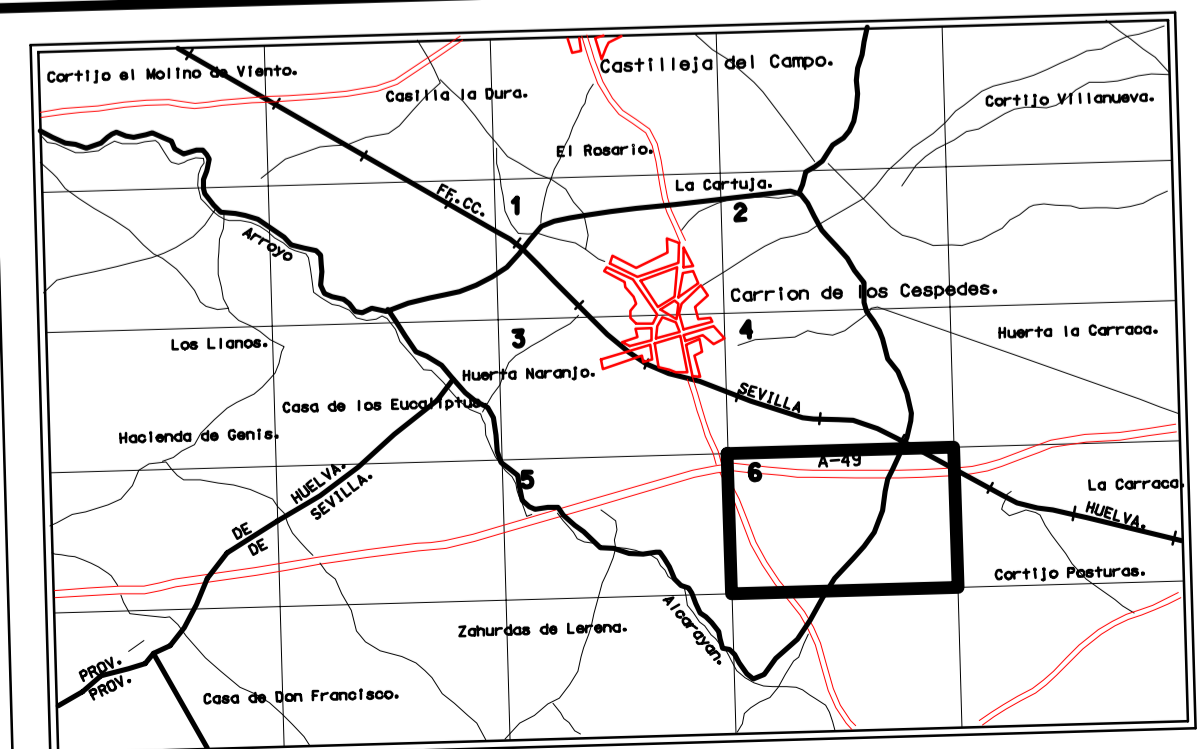 Castilleja del Campo.
Cortijo el Molino de Viento.
Casilla la Dura.
Cortijo Villanueva.
El Rosario.
La Cartuja.
FF.CC.
1
2
Arroyo
Carrion de los Cespedes.
3
4
Huerta la Carraca.
Los Llanos.
Huerta Naranjo.
SEVILLA
Casa de los Eucaliptus.
Hacienda de Genis.
A-49
6
5
HUELVA.
SEVILLA.
La Carraca.
HUELVA.
DE
DE
Cortijo Posturas.
Alcarayan.
Zahurdas de Lerena.
PROV.
PROV.
Casa de Don Francisco.